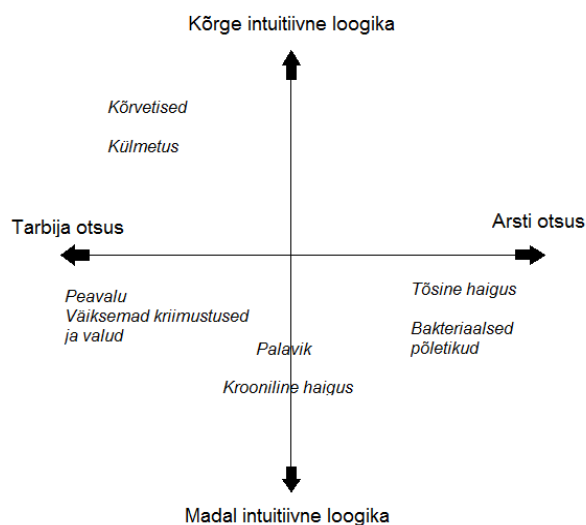 Kõrge intuitiivne loogika
Kõrvetised
Külmetus
Tarbija otsus
Arsti otsus
Peavalu
Väiksemad kriimustused
ja valud
Tõsine haigus
Bakteriaalsed
põletikud
Palavik
Krooniline haigus
Madal intuitiivne loogika